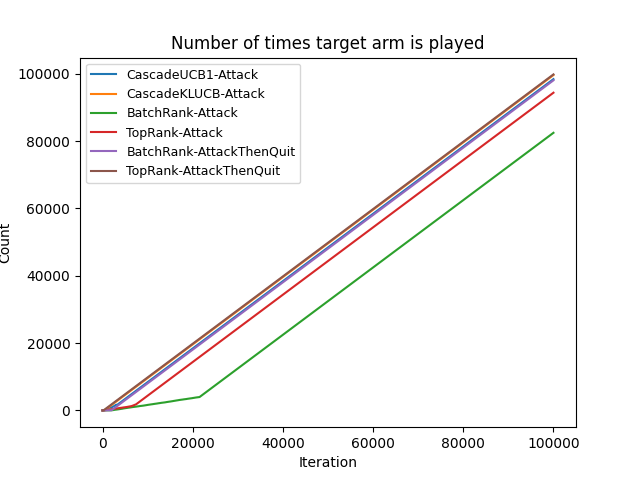 Number of times target arm is played
100000
80000
60000
40000
20000
0
Count
CascadeUCB1-Attack
CascadeKLUCB-Attack
BatchRank-Attack
TopRank-Attack
BatchRank-AttackThenQuit
TopRank-AttackThenQuit
0 20000 40000 60000 80000 100000
Iteration